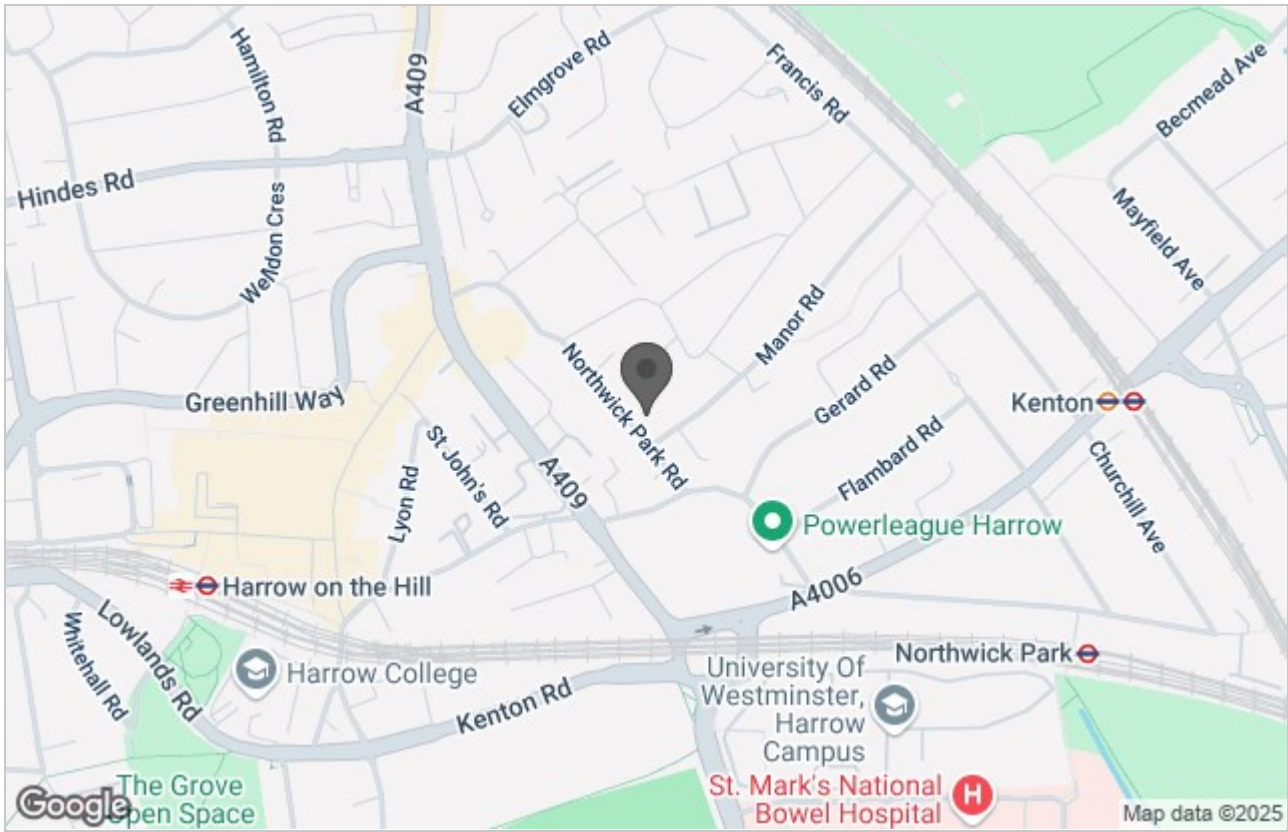 Hamilton Rd
A409
Elmgrove Rd
Francis Rd
Becmead Ave
Hindes Rd
Weldon Cres
Mayfield Ave
Manor Rd
Northwick Park Rd
Greenhill Way
Gerard Rd
Kenton
St John's Rd
Lyon Rd
A409
Flambard Rd
Churchill Ave
Powerleague Harrow
Harrow on the Hill
A4006
Lowlands Rd
Whitehall Rd
Harrow College
Kenton Rd
Northwick Park
University Of
Westminster,
Harrow
Campus
The Grove
Open Space
St. Mark's National
Bowel Hospital
H
Google
Map data ©2025